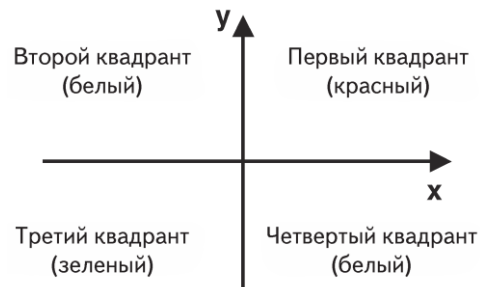 y
Второй квадрант
(белый)
Первый квадрант
(красный)
x
Третий квадрант
(зеленый)
Четвертый квадрант
(белый)